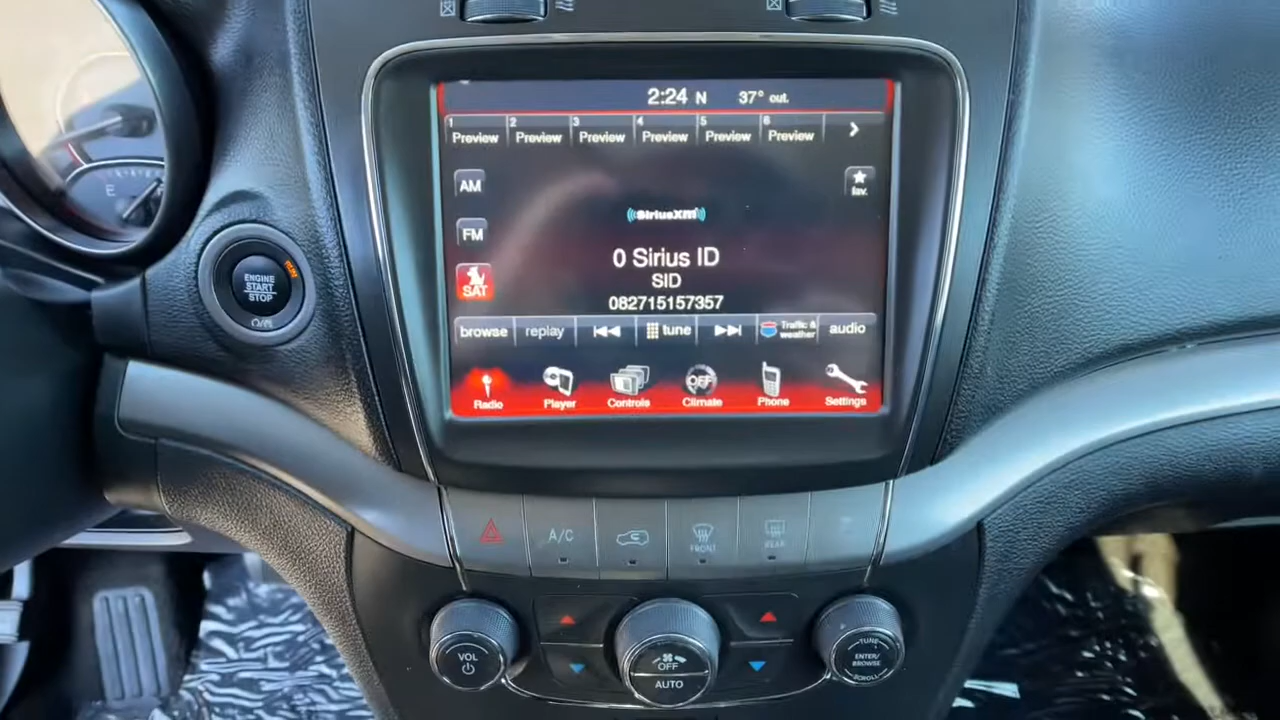 2:24 N 37° out.
1 Preview 2 Preview 3 Preview 4 Preview 5 Preview 6 Preview
AM
fav.
SiriusXM
FM
0 Sirius ID
SID
SAT
082715157357
browse replay tune Traffic & weather audio
Radio Player Controls OFF Climate Phone Settings
E
ENGINE
START
STOP
RUN
A/C
FRONT
REAR
VOL
OFF
AUTO
TUNE
ENTER/
BROWSE
SCROLL